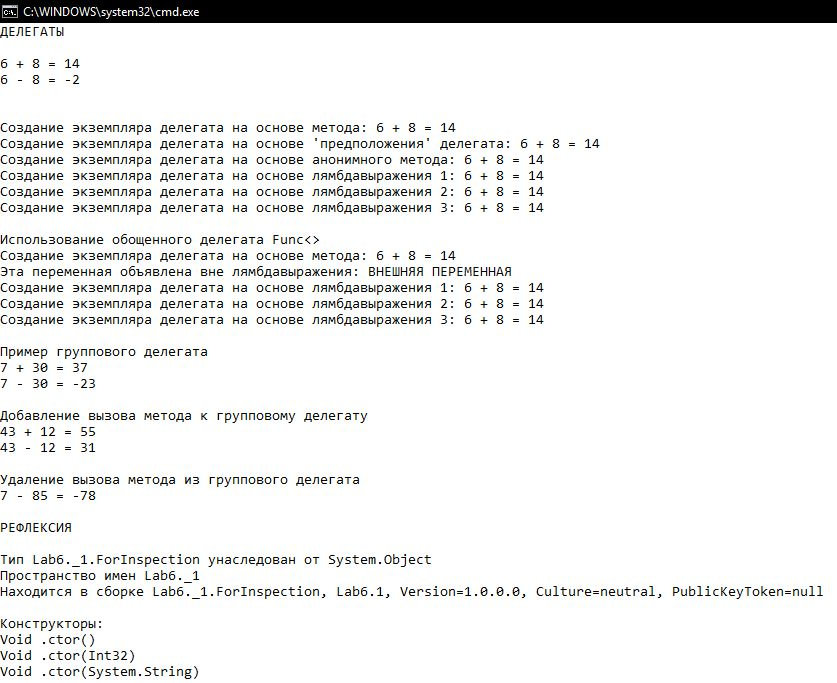 C:\WINDOWS\system32\cmd.exe
ДЕЛЕГАТЫ
6 + 8 = 14
6 - 8 = -2
Создание экземпляра делегата на основе метода: 6 + 8 = 14
Создание экземпляра делегата на основе 'предположения' делегата: 6 + 8 = 14
Создание экземпляра делегата на основе анонимного метода: 6 + 8 = 14
Создание экземпляра делегата на основе лямбдавыражения 1: 6 + 8 = 14
Создание экземпляра делегата на основе лямбдавыражения 2: 6 + 8 = 14
Создание экземпляра делегата на основе лямбдавыражения 3: 6 + 8 = 14
Использование обощенного делегата Func<>
Создание экземпляра делегата на основе метода: 6 + 8 = 14
Эта переменная объявлена вне лямбдавыражения: ВНЕШНЯЯ ПЕРЕМЕННАЯ
Создание экземпляра делегата на основе лямбдавыражения 1: 6 + 8 = 14
Создание экземпляра делегата на основе лямбдавыражения 2: 6 + 8 = 14
Создание экземпляра делегата на основе лямбдавыражения 3: 6 + 8 = 14
Пример группового делегата
7 + 30 = 37
7 - 30 = -23
Добавление вызова метода к групповому делегату
43 + 12 = 55
43 - 12 = 31
Удаление вызова метода из группового делегата
7 - 85 = -78
РЕФЛЕКСИЯ
Тип Lab6._1.ForInspection унаследован от System.Object
Пространство имен Lab6._1
Находится в сборке Lab6._1.ForInspection, Lab6.1, Version=1.0.0.0, Culture=neutral, PublicKeyToken=null
Конструкторы:
Void .ctor()
Void .ctor(Int32)
Void .ctor(System.String)